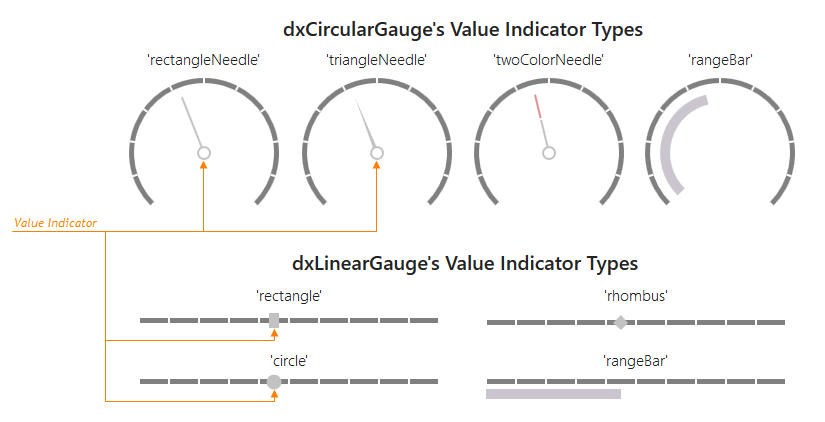 dxCircularGauge's Value Indicator Types
'rectangleNeedle'
'triangleNeedle'
'twoColorNeedle'
'rangeBar'
Value Indicator
dxLinearGauge's Value Indicator Types
'rectangle'
'rhombus'
'circle'
'rangeBar'